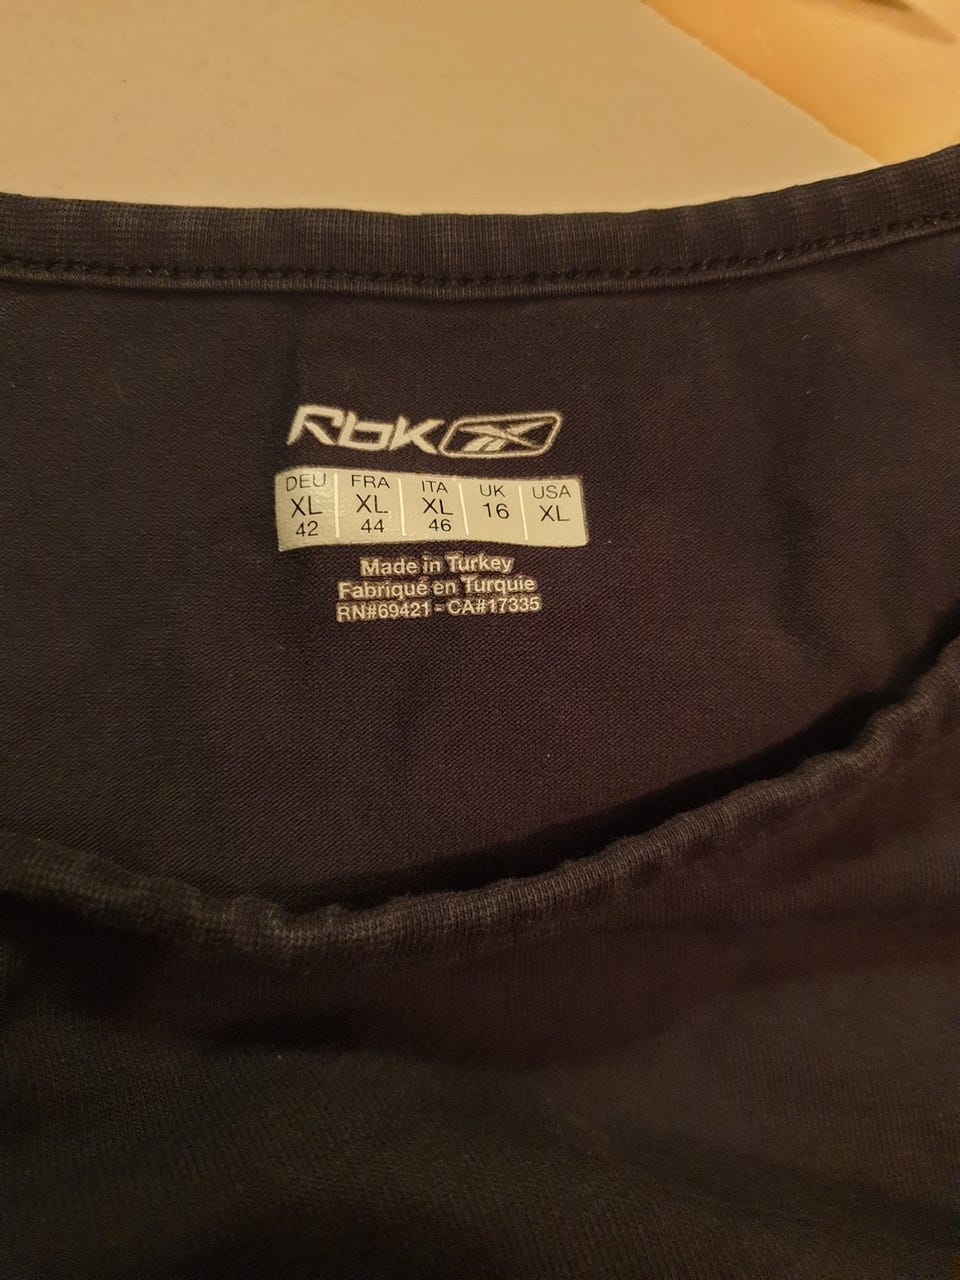 Rbk
DEU FRA ITA UK USA
XL XL XL 16 XL
42 44 46
Made in Turkey
Fabriqué en Turquie
RN#69421 - CA#17335